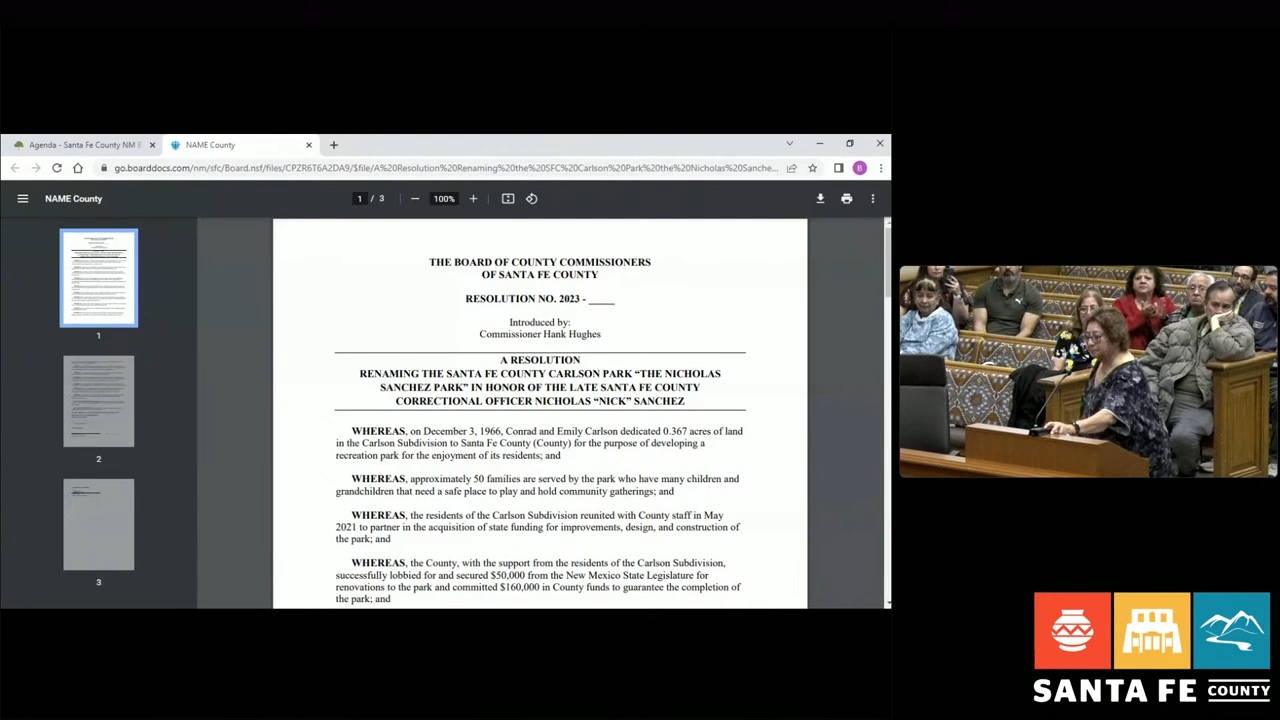 Agenda - Santa Fe County NM B
NAME County
go.boarddocs.com/nm/sfc/Board.nsf/files/CPZR6T6A2DA9/$file/A%20Resolution%20Renaming%20the%20SFC%20Carlson%20Park%20the%20Nicholas%20Sanche...
B
NAME County
1 / 3
100%
THE BOARD OF COUNTY COMMISSIONERS
OF SANTA FE COUNTY
RESOLUTION NO. 2023 - _____
Introduced by:
Commissioner Hank Hughes
A RESOLUTION
RENAMING THE SANTA FE COUNTY CARLSON PARK “THE NICHOLAS
SANCHEZ PARK” IN HONOR OF THE LATE SANTA FE COUNTY
CORRECTIONAL OFFICER NICHOLAS “NICK” SANCHEZ
WHEREAS, on December 3, 1966, Conrad and Emily Carlson dedicated 0.367 acres of land
in the Carlson Subdivision to Santa Fe County (County) for the purpose of developing a
recreation park for the enjoyment of its residents; and
WHEREAS, approximately 50 families are served by the park who have many children and
grandchildren that need a safe place to play and hold community gatherings; and
WHEREAS, the residents of the Carlson Subdivision reunited with County staff in May
2021 to partner in the acquisition of state funding for improvements, design, and construction of
the park; and
WHEREAS, the County, with the support from the residents of the Carlson Subdivision,
successfully lobbied for and secured $50,000 from the New Mexico State Legislature for
renovations to the park and committed $160,000 in County funds to guarantee the completion of
the park; and
1
2
3
SANTA FE COUNTY